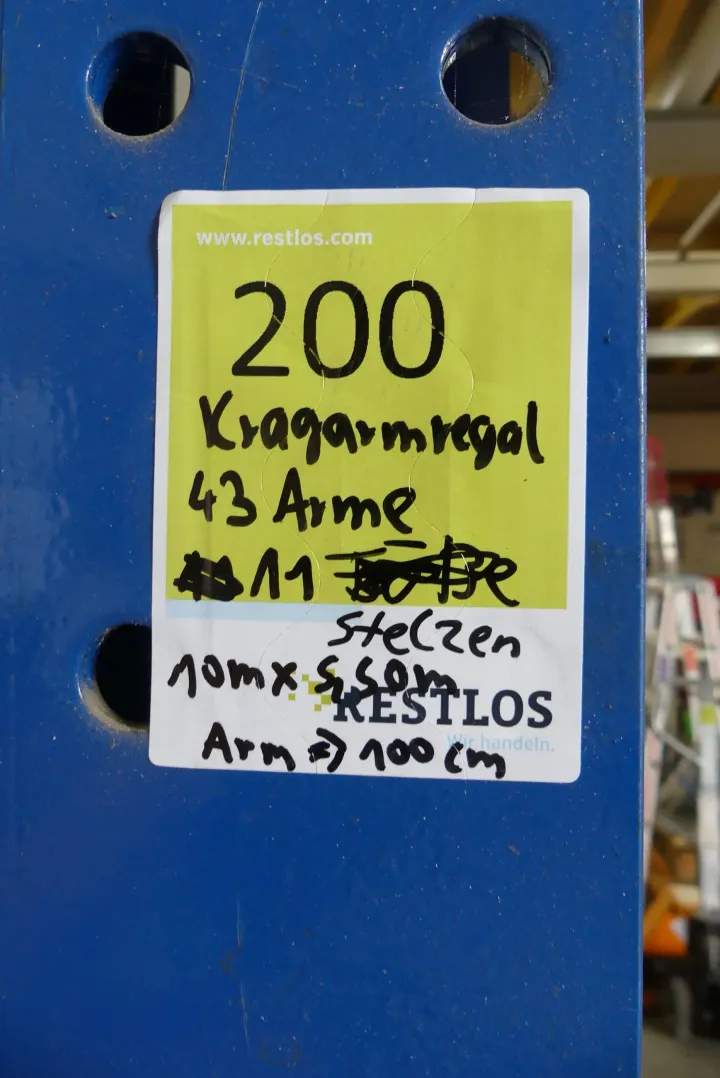 www.restlos.com
200
Kragarmregal
43 Arme
11
Stelzen
10m x 5,50m
RESTLOS
Wir handeln.
Arm => 100 cm